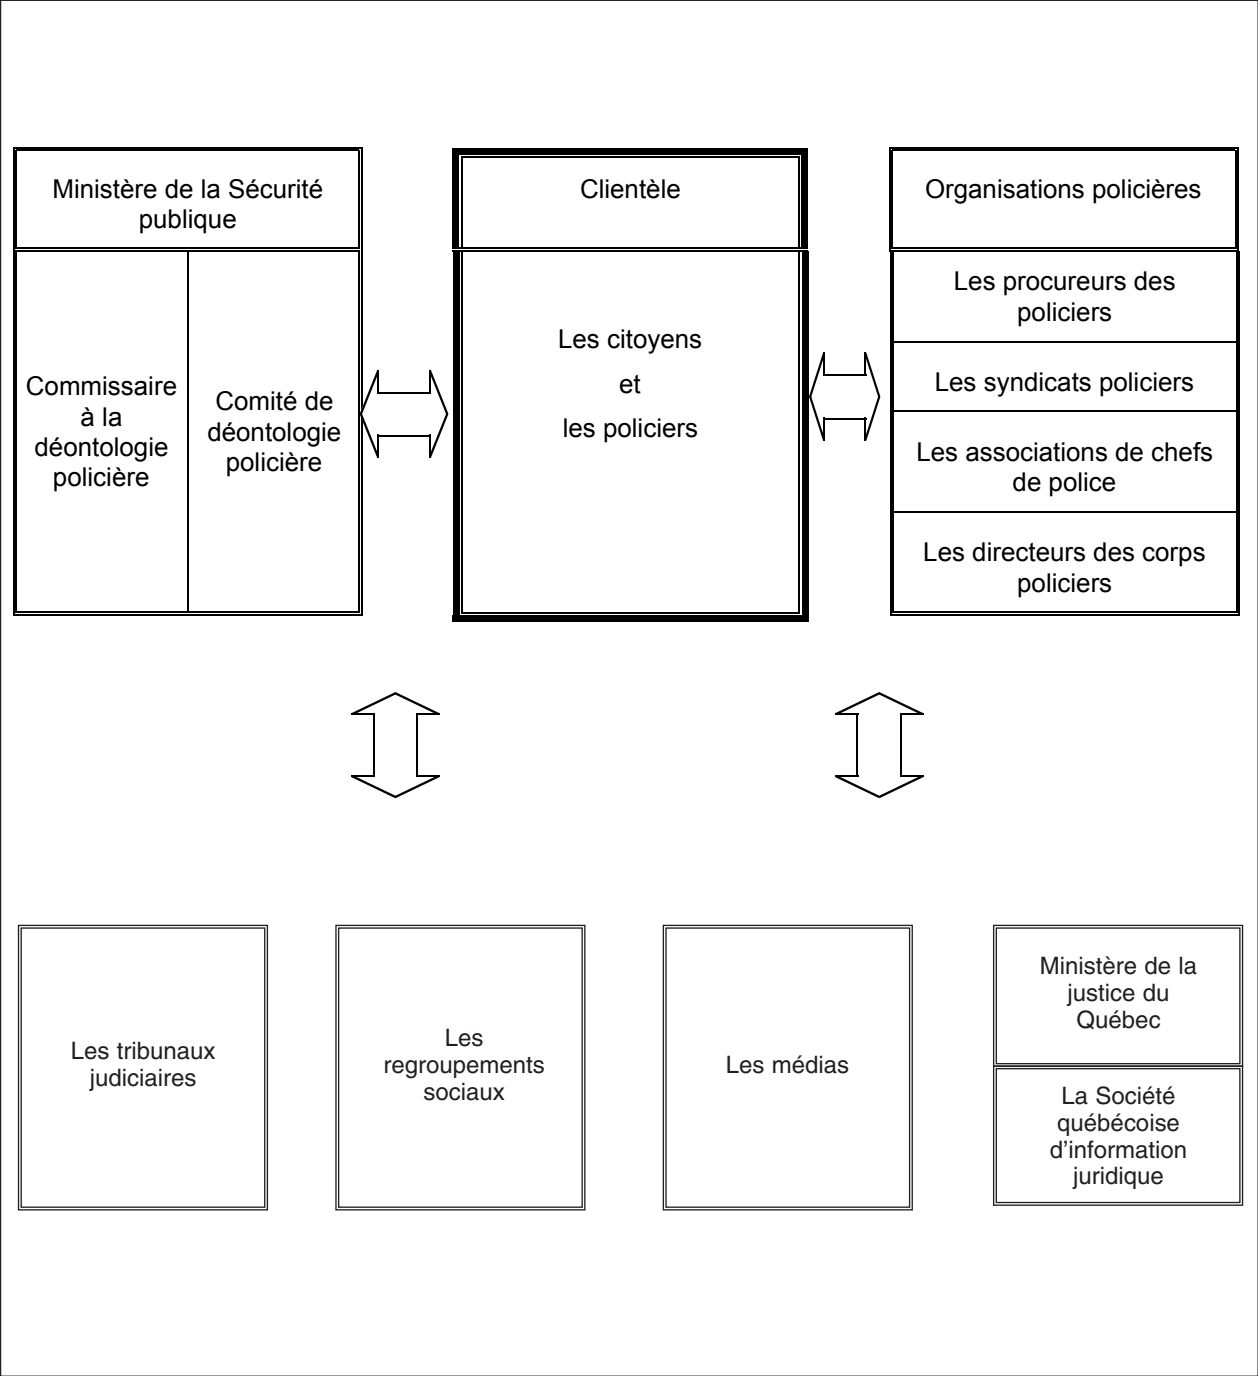 Ministère de la Sécurité
publique
Commissaire
à la
déontologie
policière
Comité de
déontologie
policière
Clientèle
Les citoyens
et
les policiers
Organisations policières
Les procureurs des
policiers
Les syndicats policiers
Les associations de chefs
de police
Les directeurs des corps
policiers
Les tribunaux
judiciaires
Les
regroupements
sociaux
Les médias
Ministère de la
justice du
Québec
La Société
québécoise
d'information
juridique